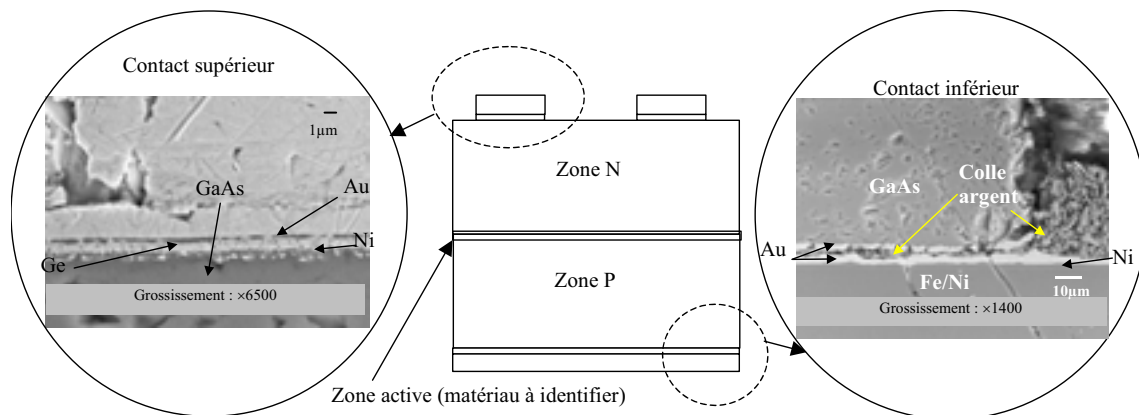 Contact supérieur
1µm
GaAs
Au
Ni
Ge
Grossissement : ×6500
Zone N
Zone P
Zone active (matériau à identifier)
Contact inférieur
GaAs
Colle
argent
Au
Ni
Fe/Ni
10µm
Grossissement : ×1400